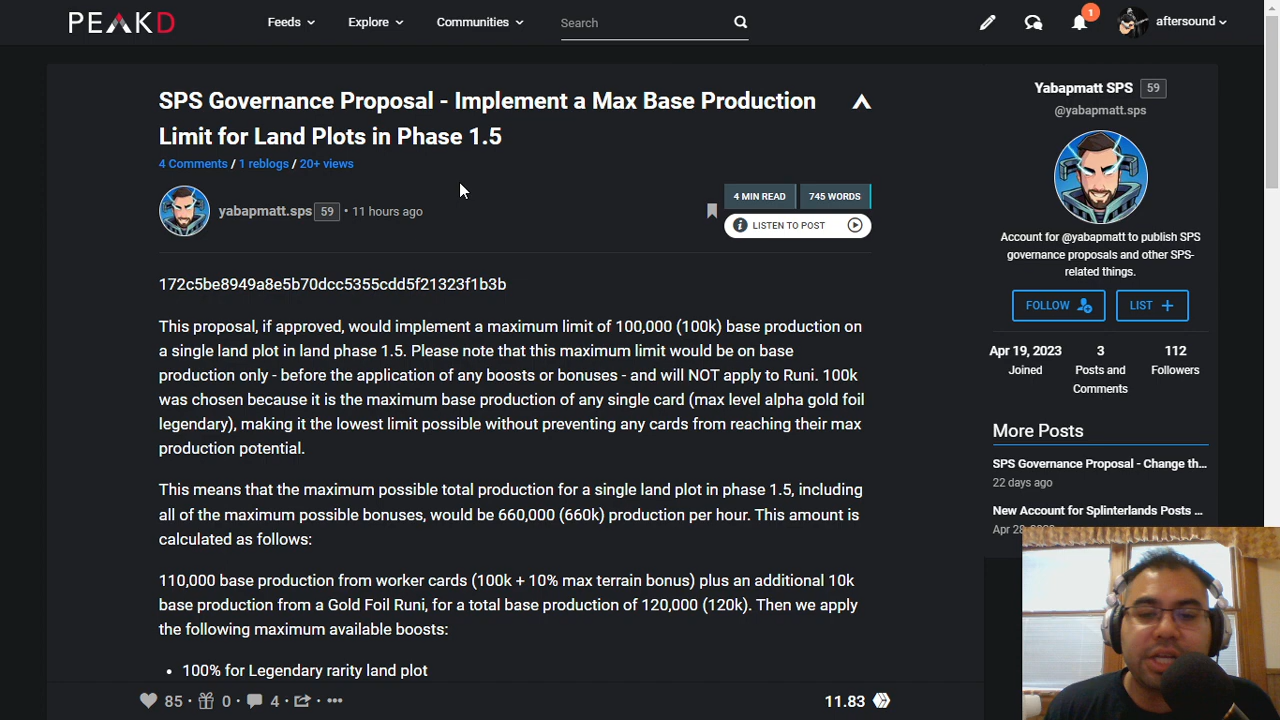 PEAKD
Feeds
Explore
Communities
Search
1
aftersound
SPS Governance Proposal - Implement a Max Base Production
Limit for Land Plots in Phase 1.5
4 Comments / 1 reblogs / 20+ views
yabapmatt.sps 59 • 11 hours ago
4 MIN READ
745 WORDS
LISTEN TO POST
172c5be8949a8e5b70dcc5355cdd5f21323f1b3b
This proposal, if approved, would implement a maximum limit of 100,000 (100k) base production on
a single land plot in land phase 1.5. Please note that this maximum limit would be on base
production only - before the application of any boosts or bonuses - and will NOT apply to Runi. 100k
was chosen because it is the maximum base production of any single card (max level alpha gold foil
legendary), making it the lowest limit possible without preventing any cards from reaching their max
production potential.
This means that the maximum possible total production for a single land plot in phase 1.5, including
all of the maximum possible bonuses, would be 660,000 (660k) production per hour. This amount is
calculated as follows:
110,000 base production from worker cards (100k + 10% max terrain bonus) plus an additional 10k
base production from a Gold Foil Runi, for a total base production of 120,000 (120k). Then we apply
the following maximum available boosts:
• 100% for Legendary rarity land plot
85 • 0 • 4 • •
11.83
Yabapmatt SPS 59
@yabapmatt.sps
Account for @yabapmatt to publish SPS
governance proposals and other SPS-
related things.
FOLLOW
LIST +
Apr 19, 2023
Joined
3
Posts and
Comments
112
Followers
More Posts
SPS Governance Proposal - Change th...
22 days ago
New Account for Splinterlands Posts ...
Apr 28,